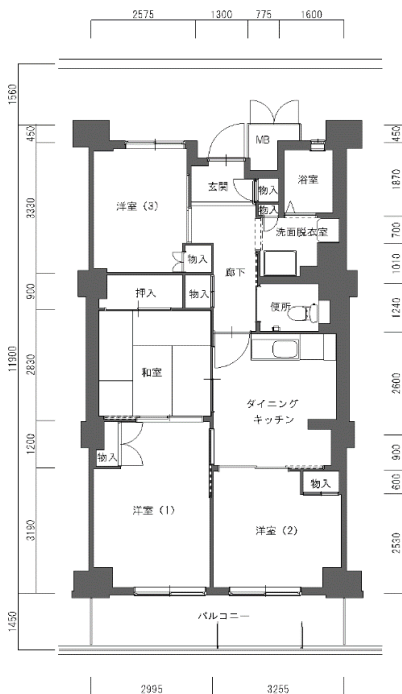 2575
1300
775
1600
1560
450
3330
900
2830
1200
3190
11900
1450
450
1870
700
1010
1240
2600
900
600
2530
MB
浴室
玄関
物入
洋室（3）
物入
洗面脱衣室
物入
廊下
押入
物入
便所
和室
ダイニング
キッチン
物入
物入
洋室（1）
洋室（2）
バルコニー
2995
3255